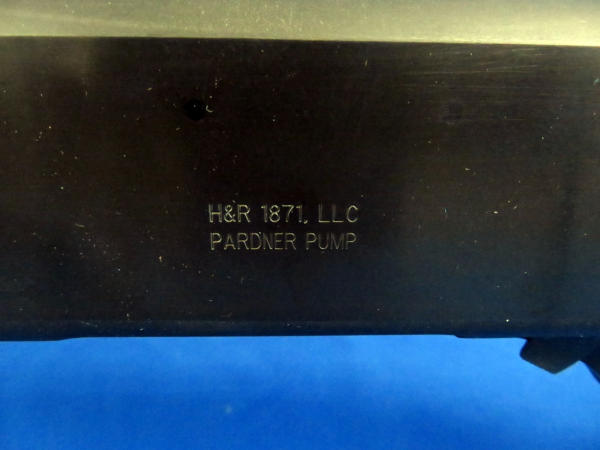 H&R 1871, LLC
PARDNER PUMP